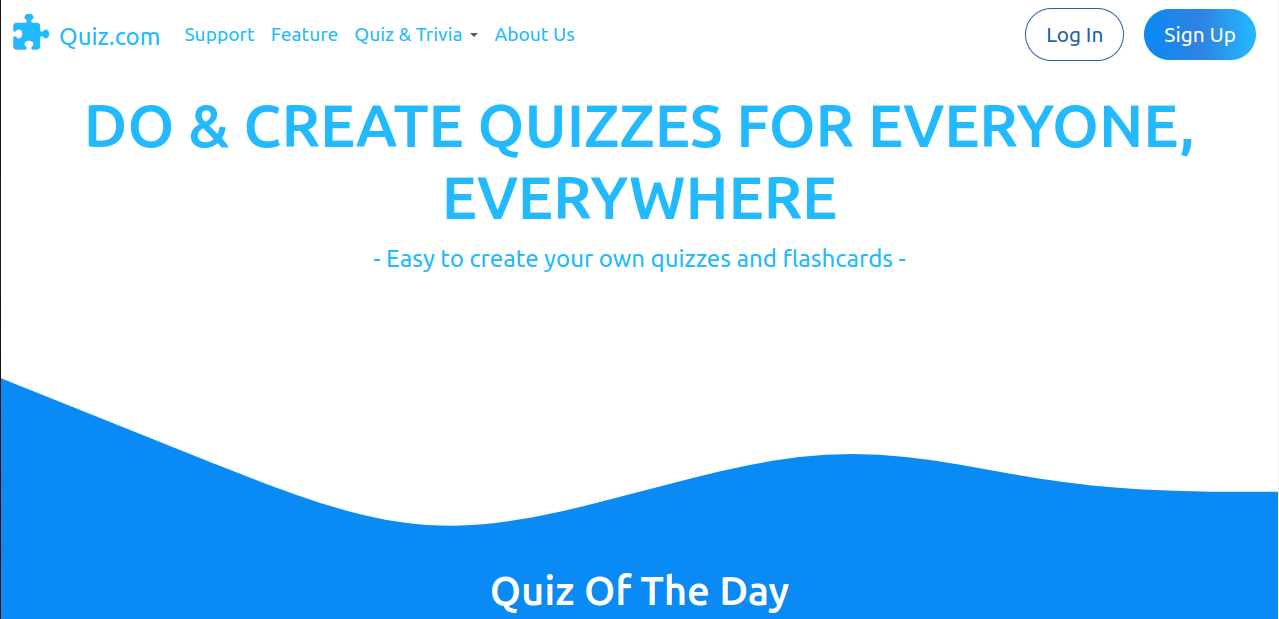 Quiz.com Support Feature Quiz & Trivia About Us Log In Sign Up
DO & CREATE QUIZZES FOR EVERYONE,
EVERYWHERE
- Easy to create your own quizzes and flashcards -
Quiz Of The Day